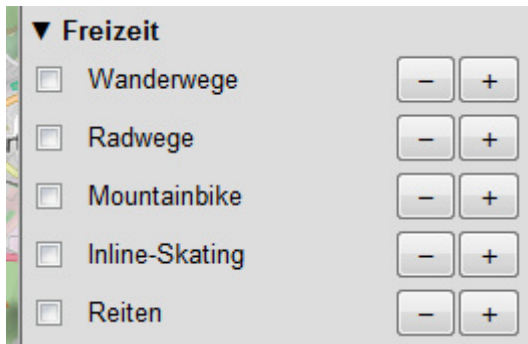 ▼ Freizeit
Wanderwege − +
Radwege − +
Mountainbike − +
Inline-Skating − +
Reiten − +